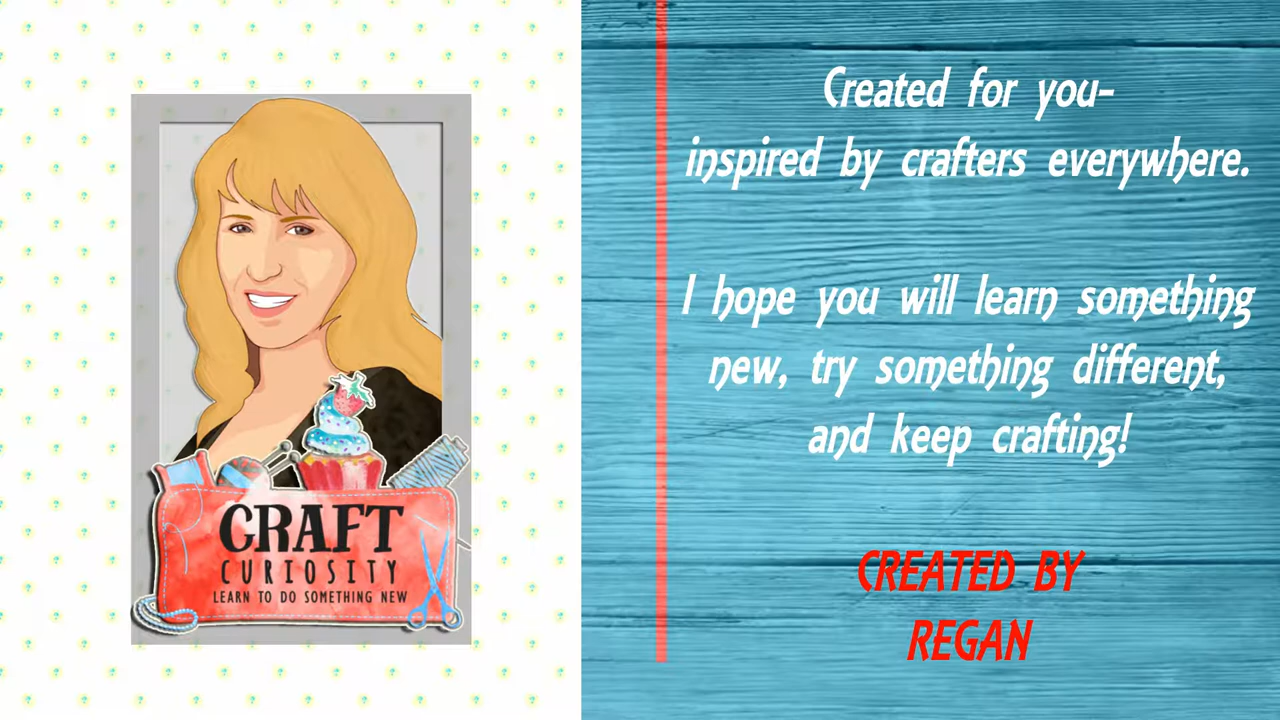 CRAFT
CURIOSITY
LEARN TO DO SOMETHING NEW
Created for you-
inspired by crafters everywhere.
I hope you will learn something
new, try something different,
and keep crafting!
CREATED BY
REGAN